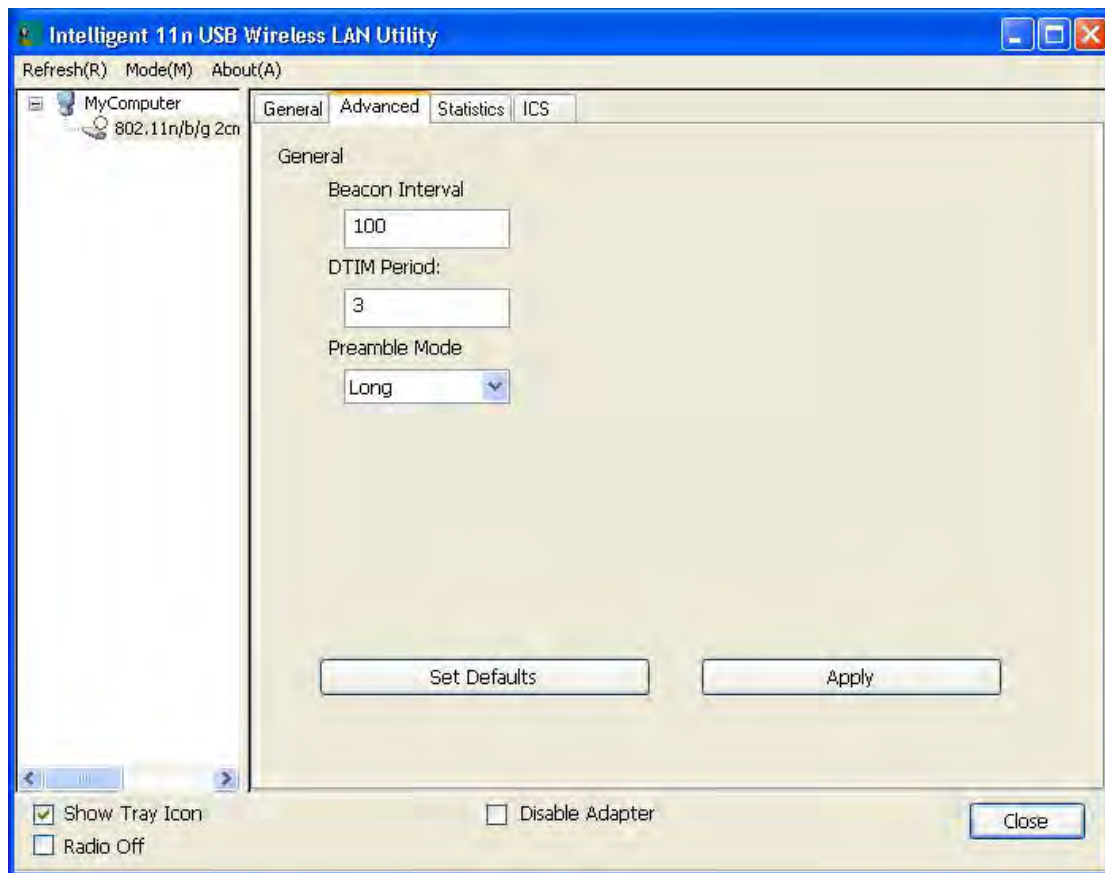 Intelligent 11n USB Wireless LAN Utility
Refresh(R) Mode(M) About(A)
MyComputer
802.11n/b/g 2cn
General Advanced Statistics ICS
General
Beacon Interval
100
DTIM Period:
3
Preamble Mode
Long
Set Defaults Apply
Show Tray Icon Disable Adapter
Radio Off
Close